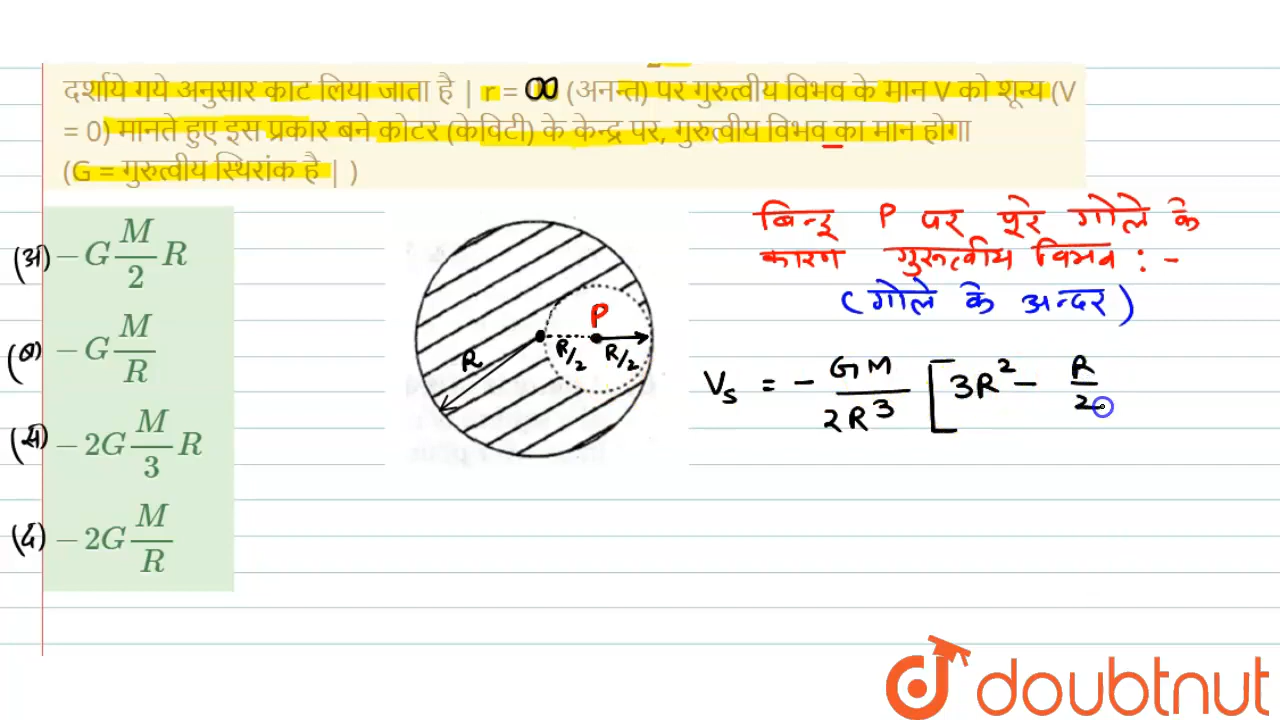 दर्शाये गये अनुसार काट लिया जाता है | r = ∞ (अनन्त) पर गुरुत्वीय विभव के मान V को शून्य (V
= 0) मानते हुए इस प्रकार बने कोटर (केविटी) के केन्द्र पर, गुरुत्वीय विभव का मान होगा
(G = गुरुत्वीय स्थिरांक है | )
(अ) -G M/2 R
(ब) -G M/R
(स) -2G M/3 R
(द) -2G M/R
P
R
R/2
R/2
बिन्दु P पर पूरे गोले के
कारण गुरुत्वीय विभव : -
(गोले के अन्दर)
Vs = - GM/2R³ [3R² - R/2
doubtnut